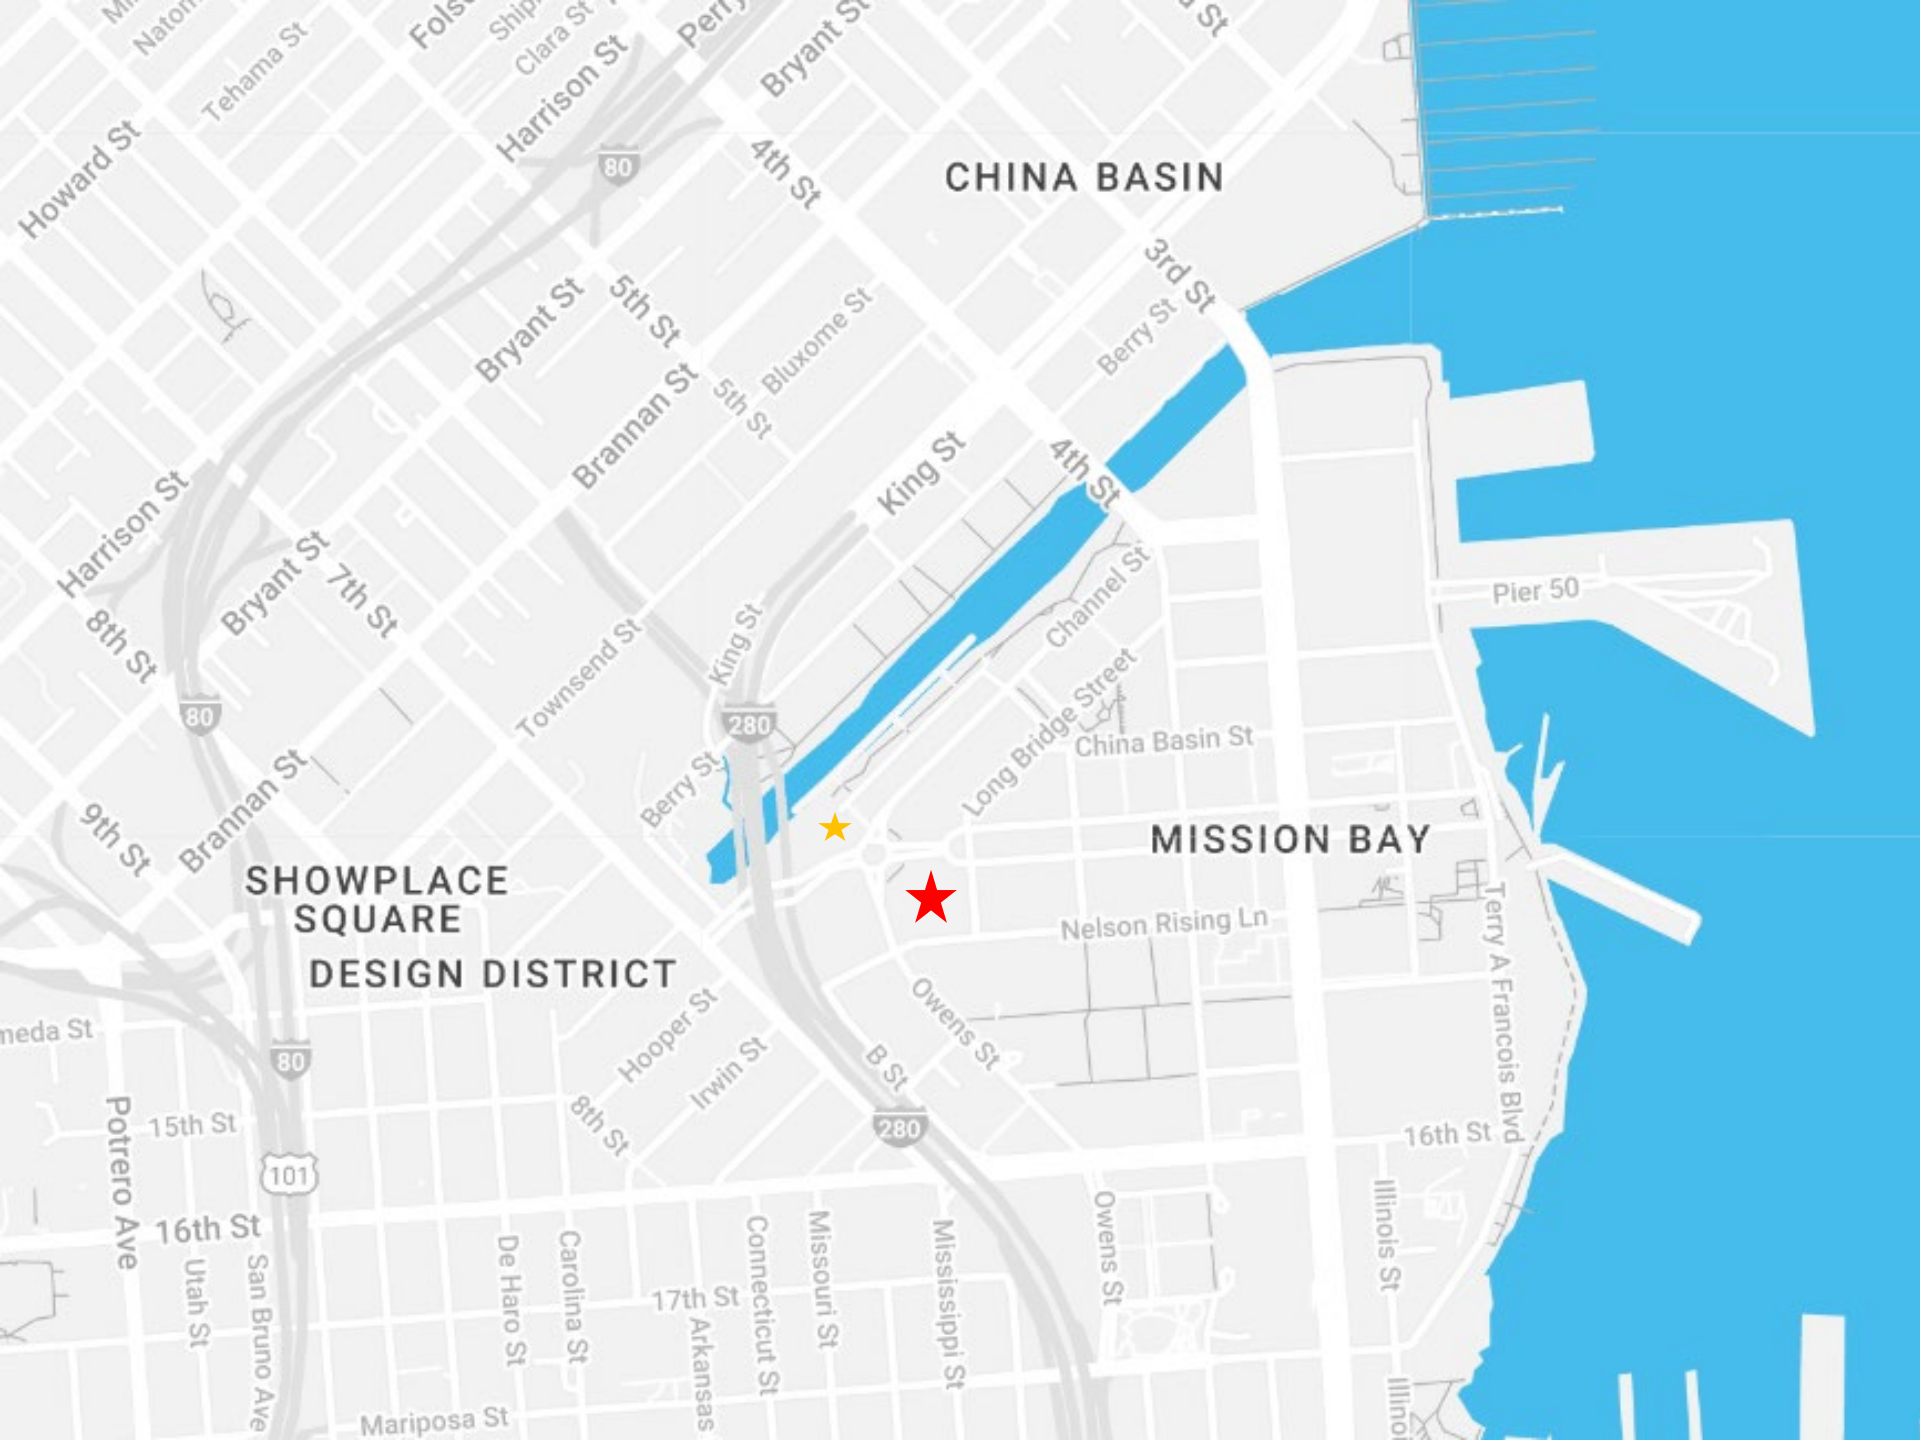 Natom
Tehama St
Clara St
Harrison St
Bryant St
Howard St
80
4th St
CHINA BASIN
3rd St
Bryant St
5th St
Bluxome St
Berry St
5th St
Brannan St
King St
4th St
Harrison St
Bryant St
7th St
8th St
Channel St
Pier 50
King St
Townsend St
Long Bridge Street
80
280
China Basin St
Berry St
Brannan St
9th St
MISSION BAY
SHOWPLACE
SQUARE
DESIGN DISTRICT
Nelson Rising Ln
Terry A Francois Blvd
Owens St
Hooper St
meda St
80
Irwin St
B St
8th St
280
15th St
16th St
Potrero Ave
101
16th St
Utah St
San Bruno Ave
De Haro St
Carolina St
Connecticut St
Missouri St
Mississippi St
Owens St
Illinois St
17th St
Arkansas
Mariposa St
Illinoi